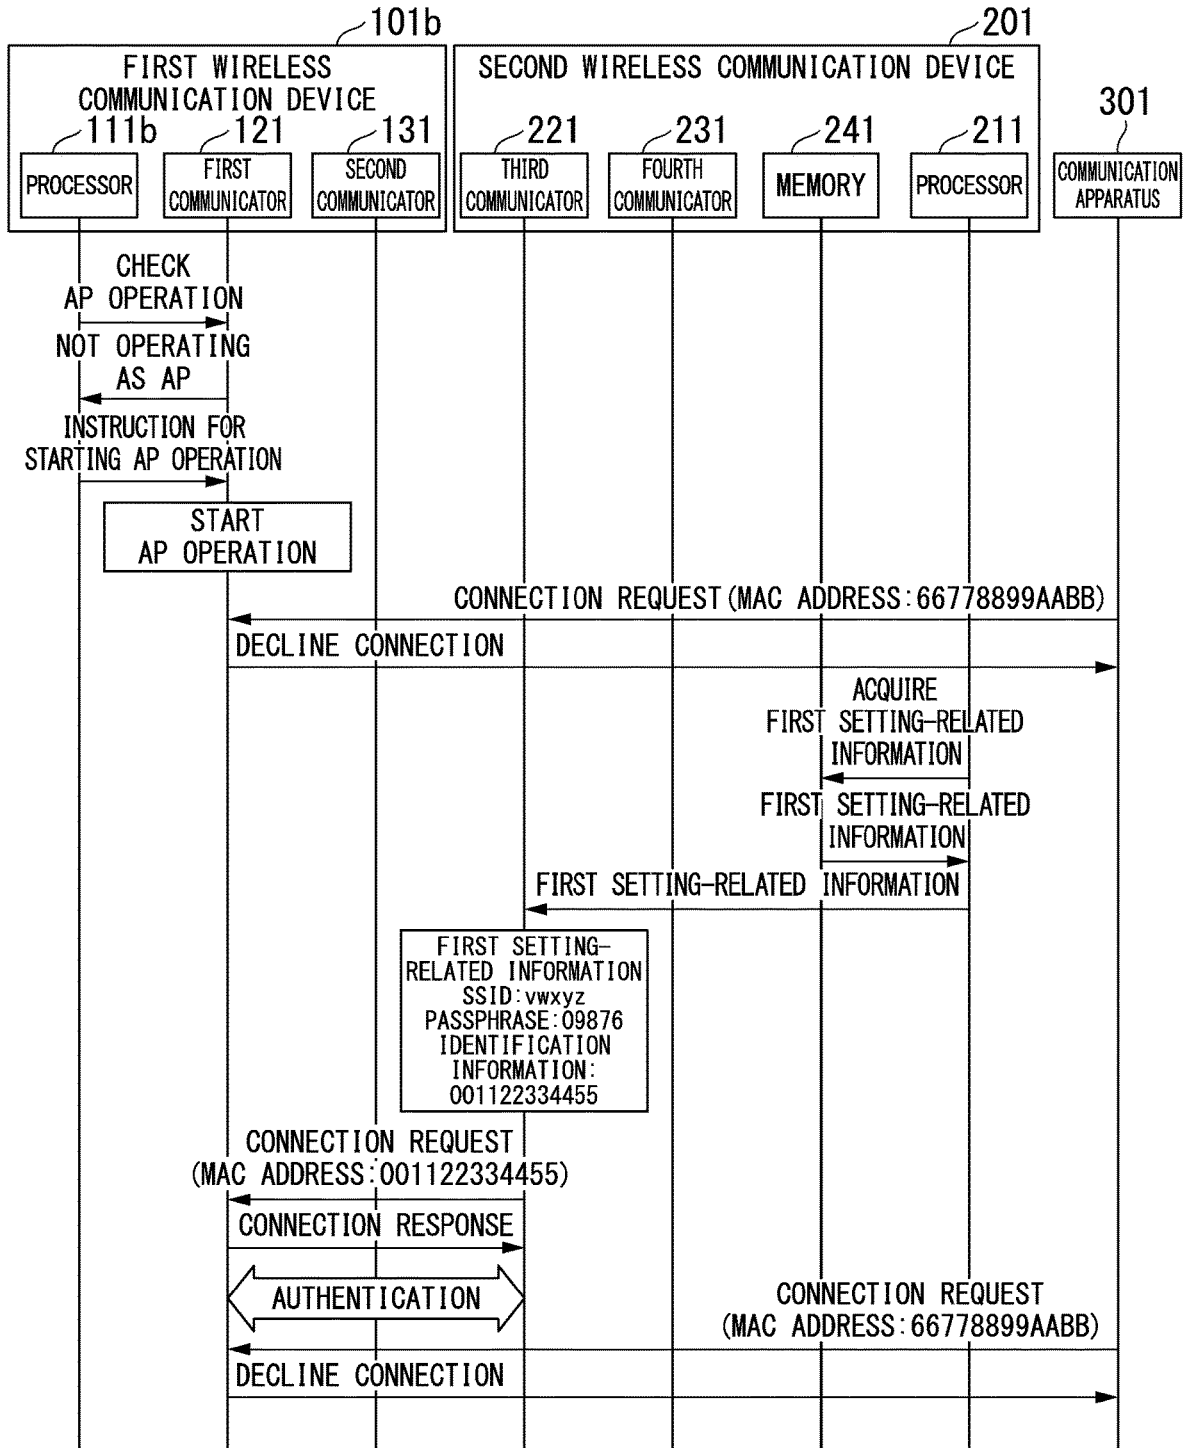 101b
201
FIRST WIRELESS
COMMUNICATION DEVICE
SECOND WIRELESS COMMUNICATION DEVICE
301
111b
121
131
221
231
241
211
PROCESSOR
FIRST
COMMUNICATOR
SECOND
COMMUNICATOR
THIRD
COMMUNICATOR
FOURTH
COMMUNICATOR
MEMORY
PROCESSOR
COMMUNICATION
APPARATUS
CHECK
AP OPERATION
NOT OPERATING
AS AP
INSTRUCTION FOR
STARTING AP OPERATION
START
AP OPERATION
CONNECTION REQUEST(MAC ADDRESS:66778899AABB)
DECLINE CONNECTION
ACQUIRE
FIRST SETTING-RELATED
INFORMATION
FIRST SETTING-RELATED
INFORMATION
FIRST SETTING-RELATED INFORMATION
FIRST SETTING-
RELATED INFORMATION
SSID:vwxyz
PASSPHRASE:09876
IDENTIFICATION
INFORMATION:
001122334455
CONNECTION REQUEST
(MAC ADDRESS:001122334455)
CONNECTION RESPONSE
AUTHENTICATION
CONNECTION REQUEST
(MAC ADDRESS:66778899AABB)
DECLINE CONNECTION